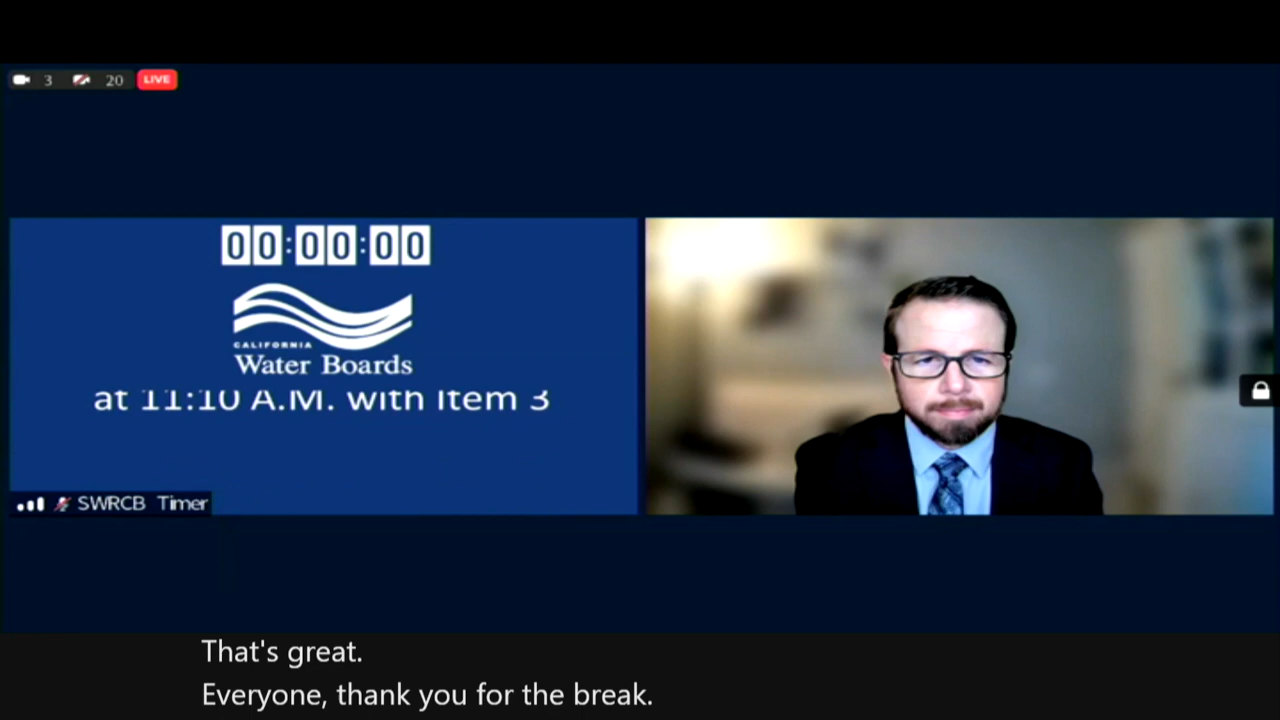 3 20 LIVE
00:00:00
CALIFORNIA
Water Boards
at 11:10 A.M. with Item 3
SWRCB Timer
That's great.
Everyone, thank you for the break.